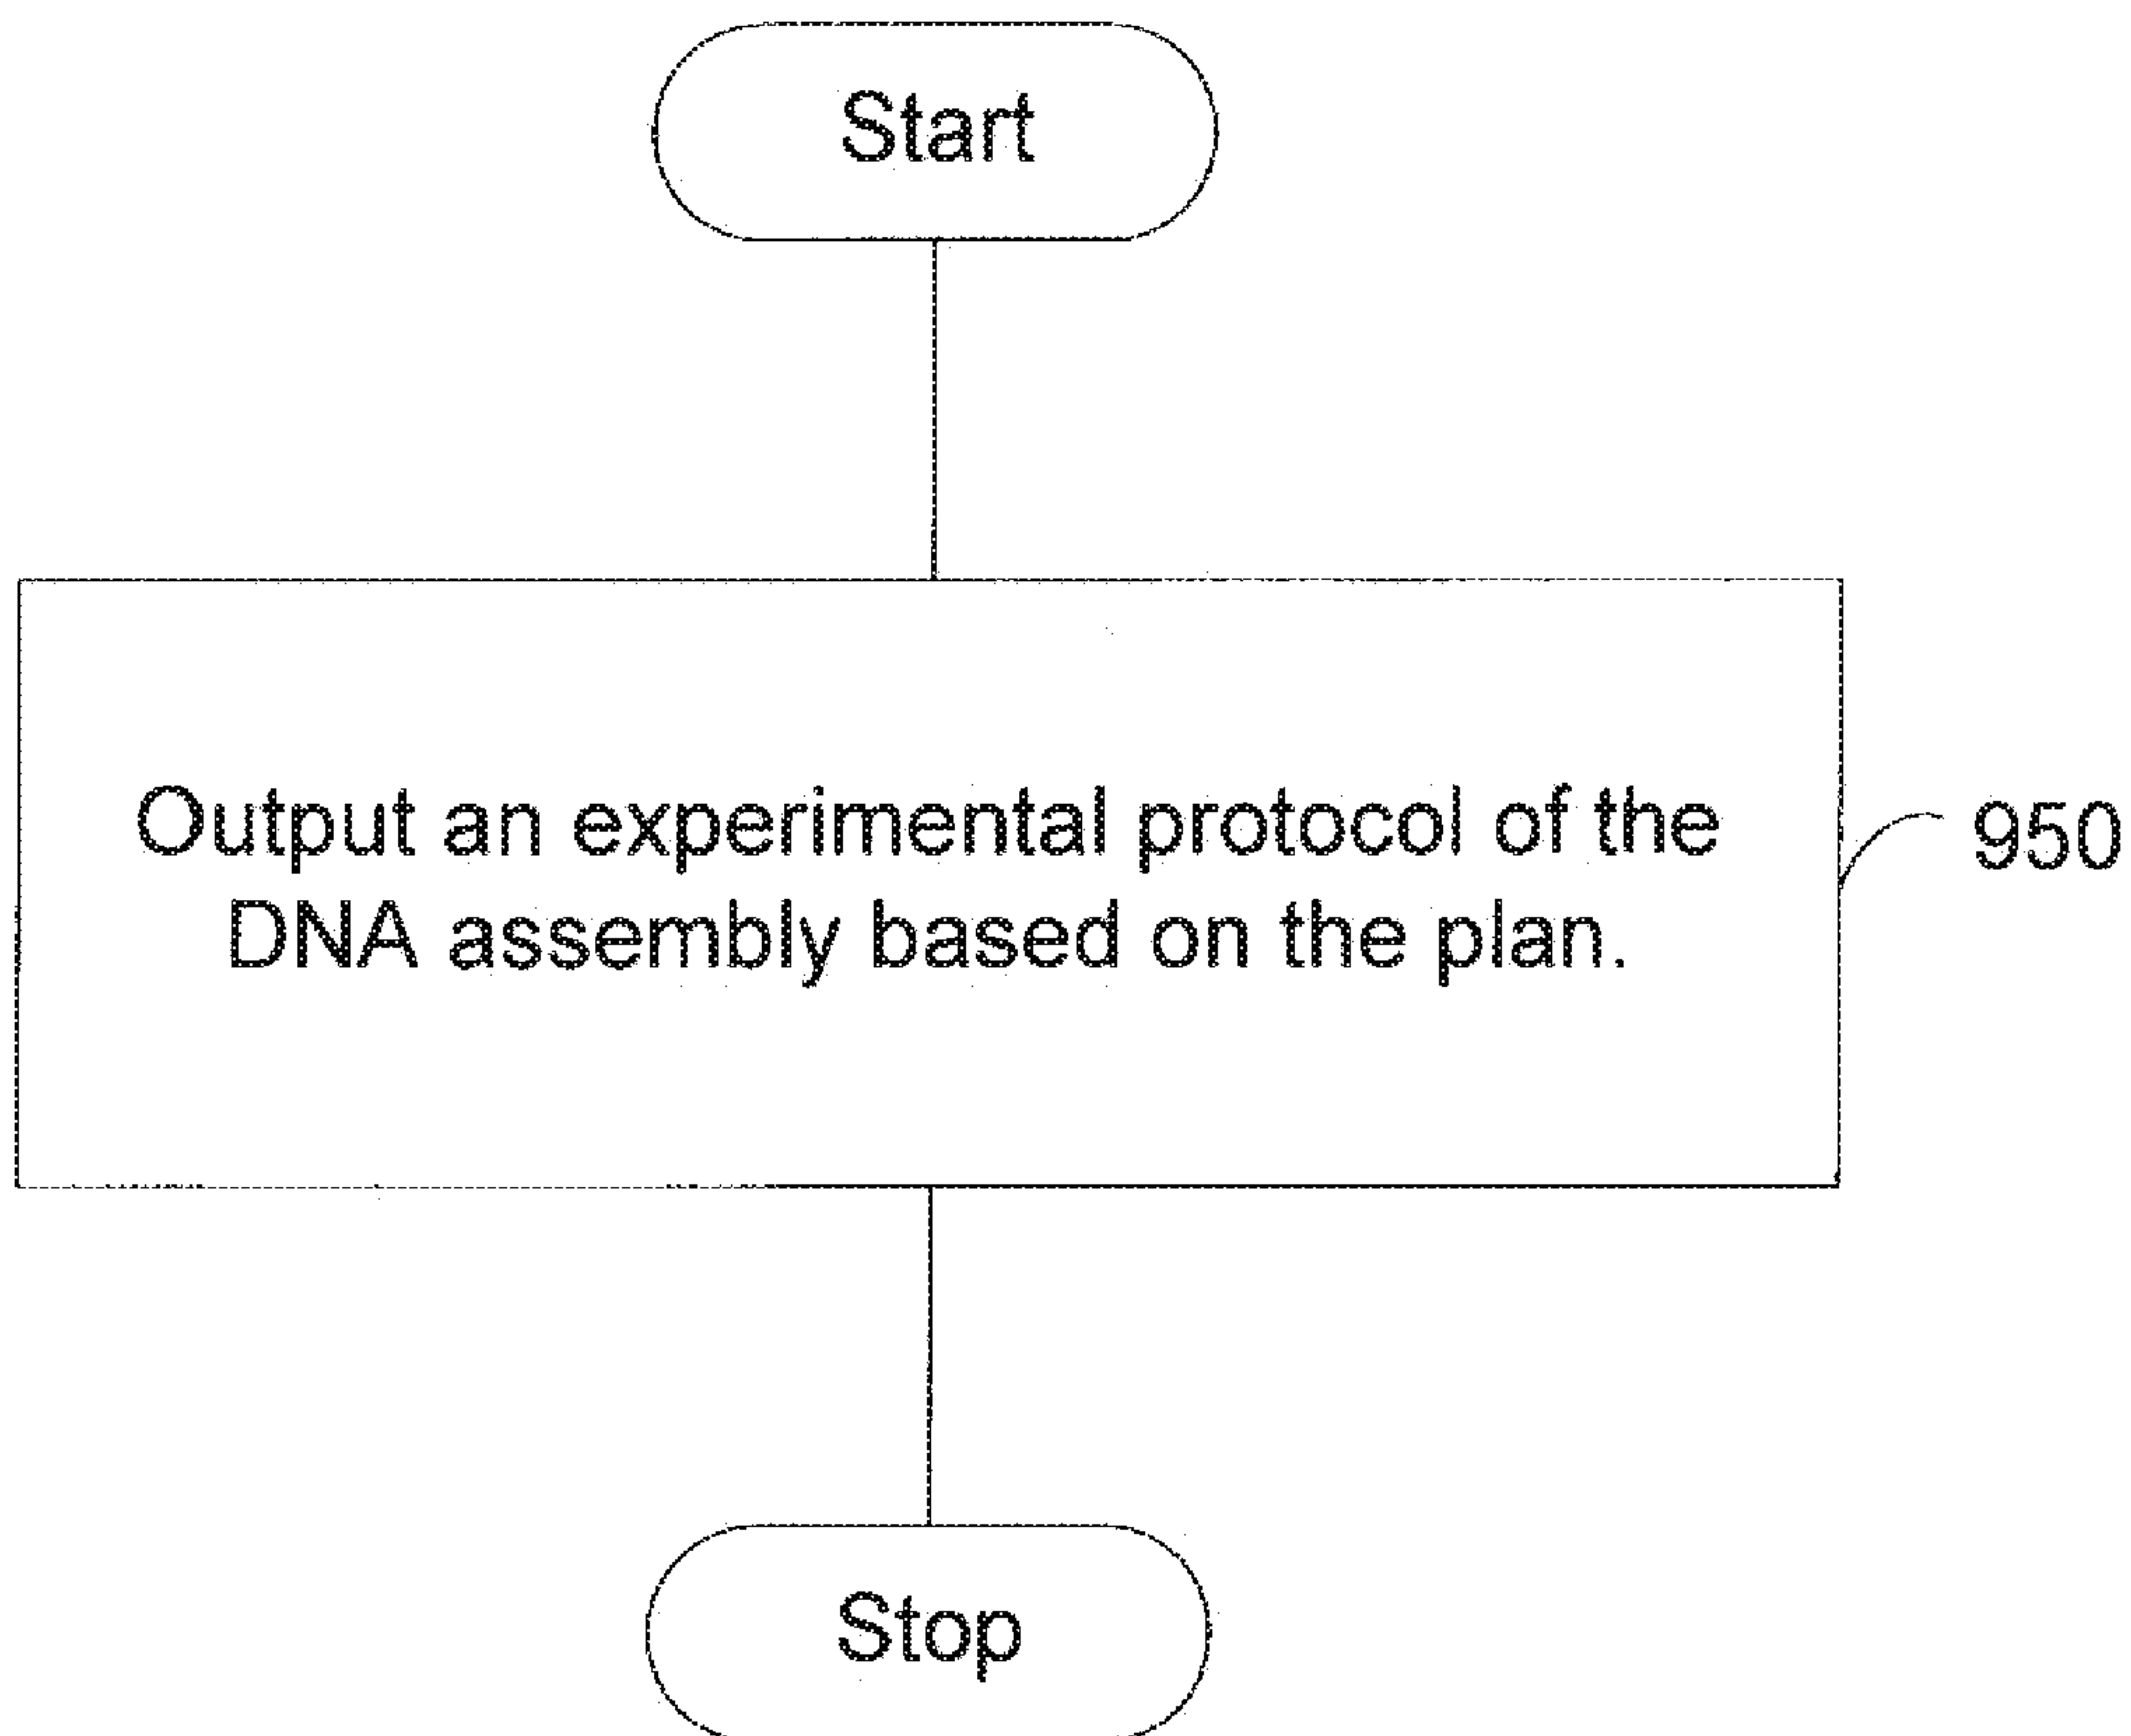 Start
Output an experimental protocol of the
DNA assembly based on the plan.
950
Stop